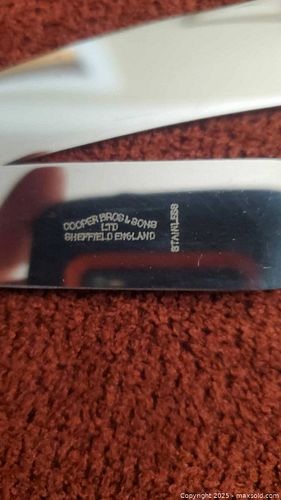 COOPER BROS & SONS
LTD
SHEFFIELD ENGLAND
STAINLESS
Copyright 2025 - maxsold.com